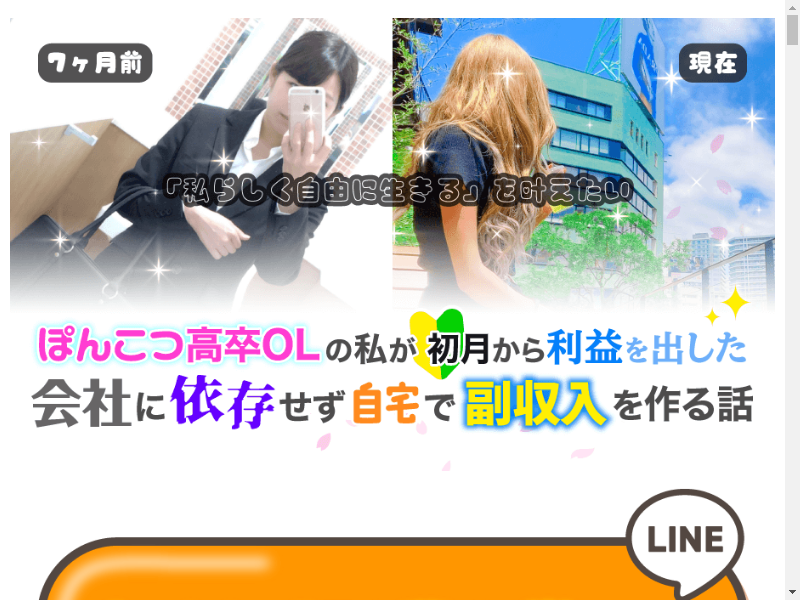 7ヶ月前
現在
「私らしく自由に生きる」を叶えたい
ぽんこつ高卒OLの私が初月から利益を出した
会社に依存せず自宅で副収入を作る話
LINE